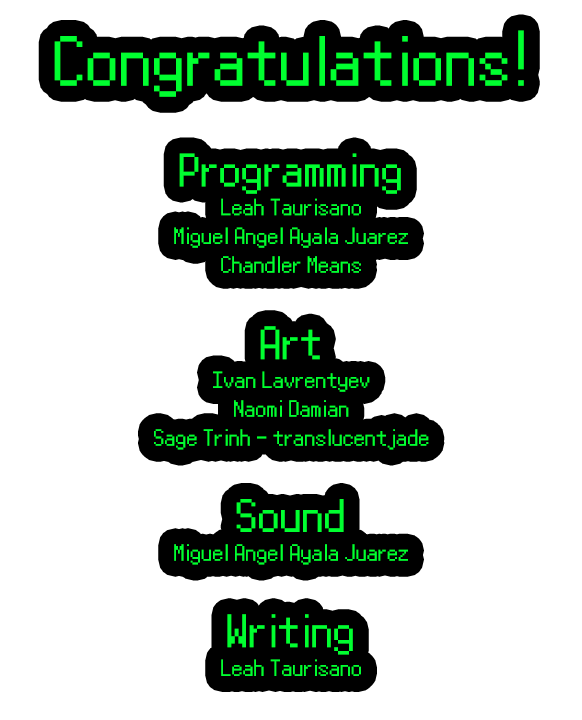 Congratulations!
Programming
Leah Taurisano
Miguel Angel Ayala Juarez
Chandler Means
Art
Ivan Lavrentyev
Naomi Damian
Sage Trinh - translucentjade
Sound
Miguel Angel Ayala Juarez
Writing
Leah Taurisano